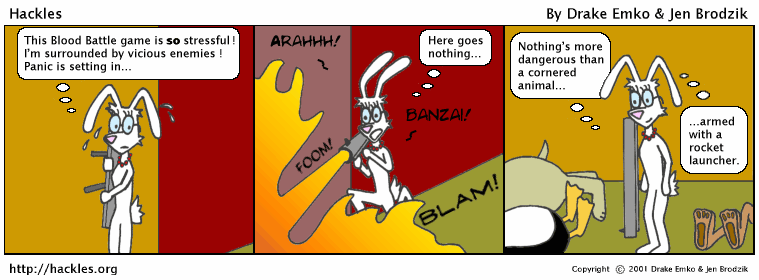 Hackles
By Drake Emko & Jen Brodzik
This Blood Battle game is so stressful!
I'm surrounded by vicious enemies!
Panic is setting in...
ARAHHH!
Here goes
nothing...
BANZAI!
FOOM!
BLAM!
Nothing's more
dangerous than
a cornered
animal...
...armed
with a
rocket
launcher.
http://hackles.org
Copyright © 2001 Drake Emko & Jen Brodzik